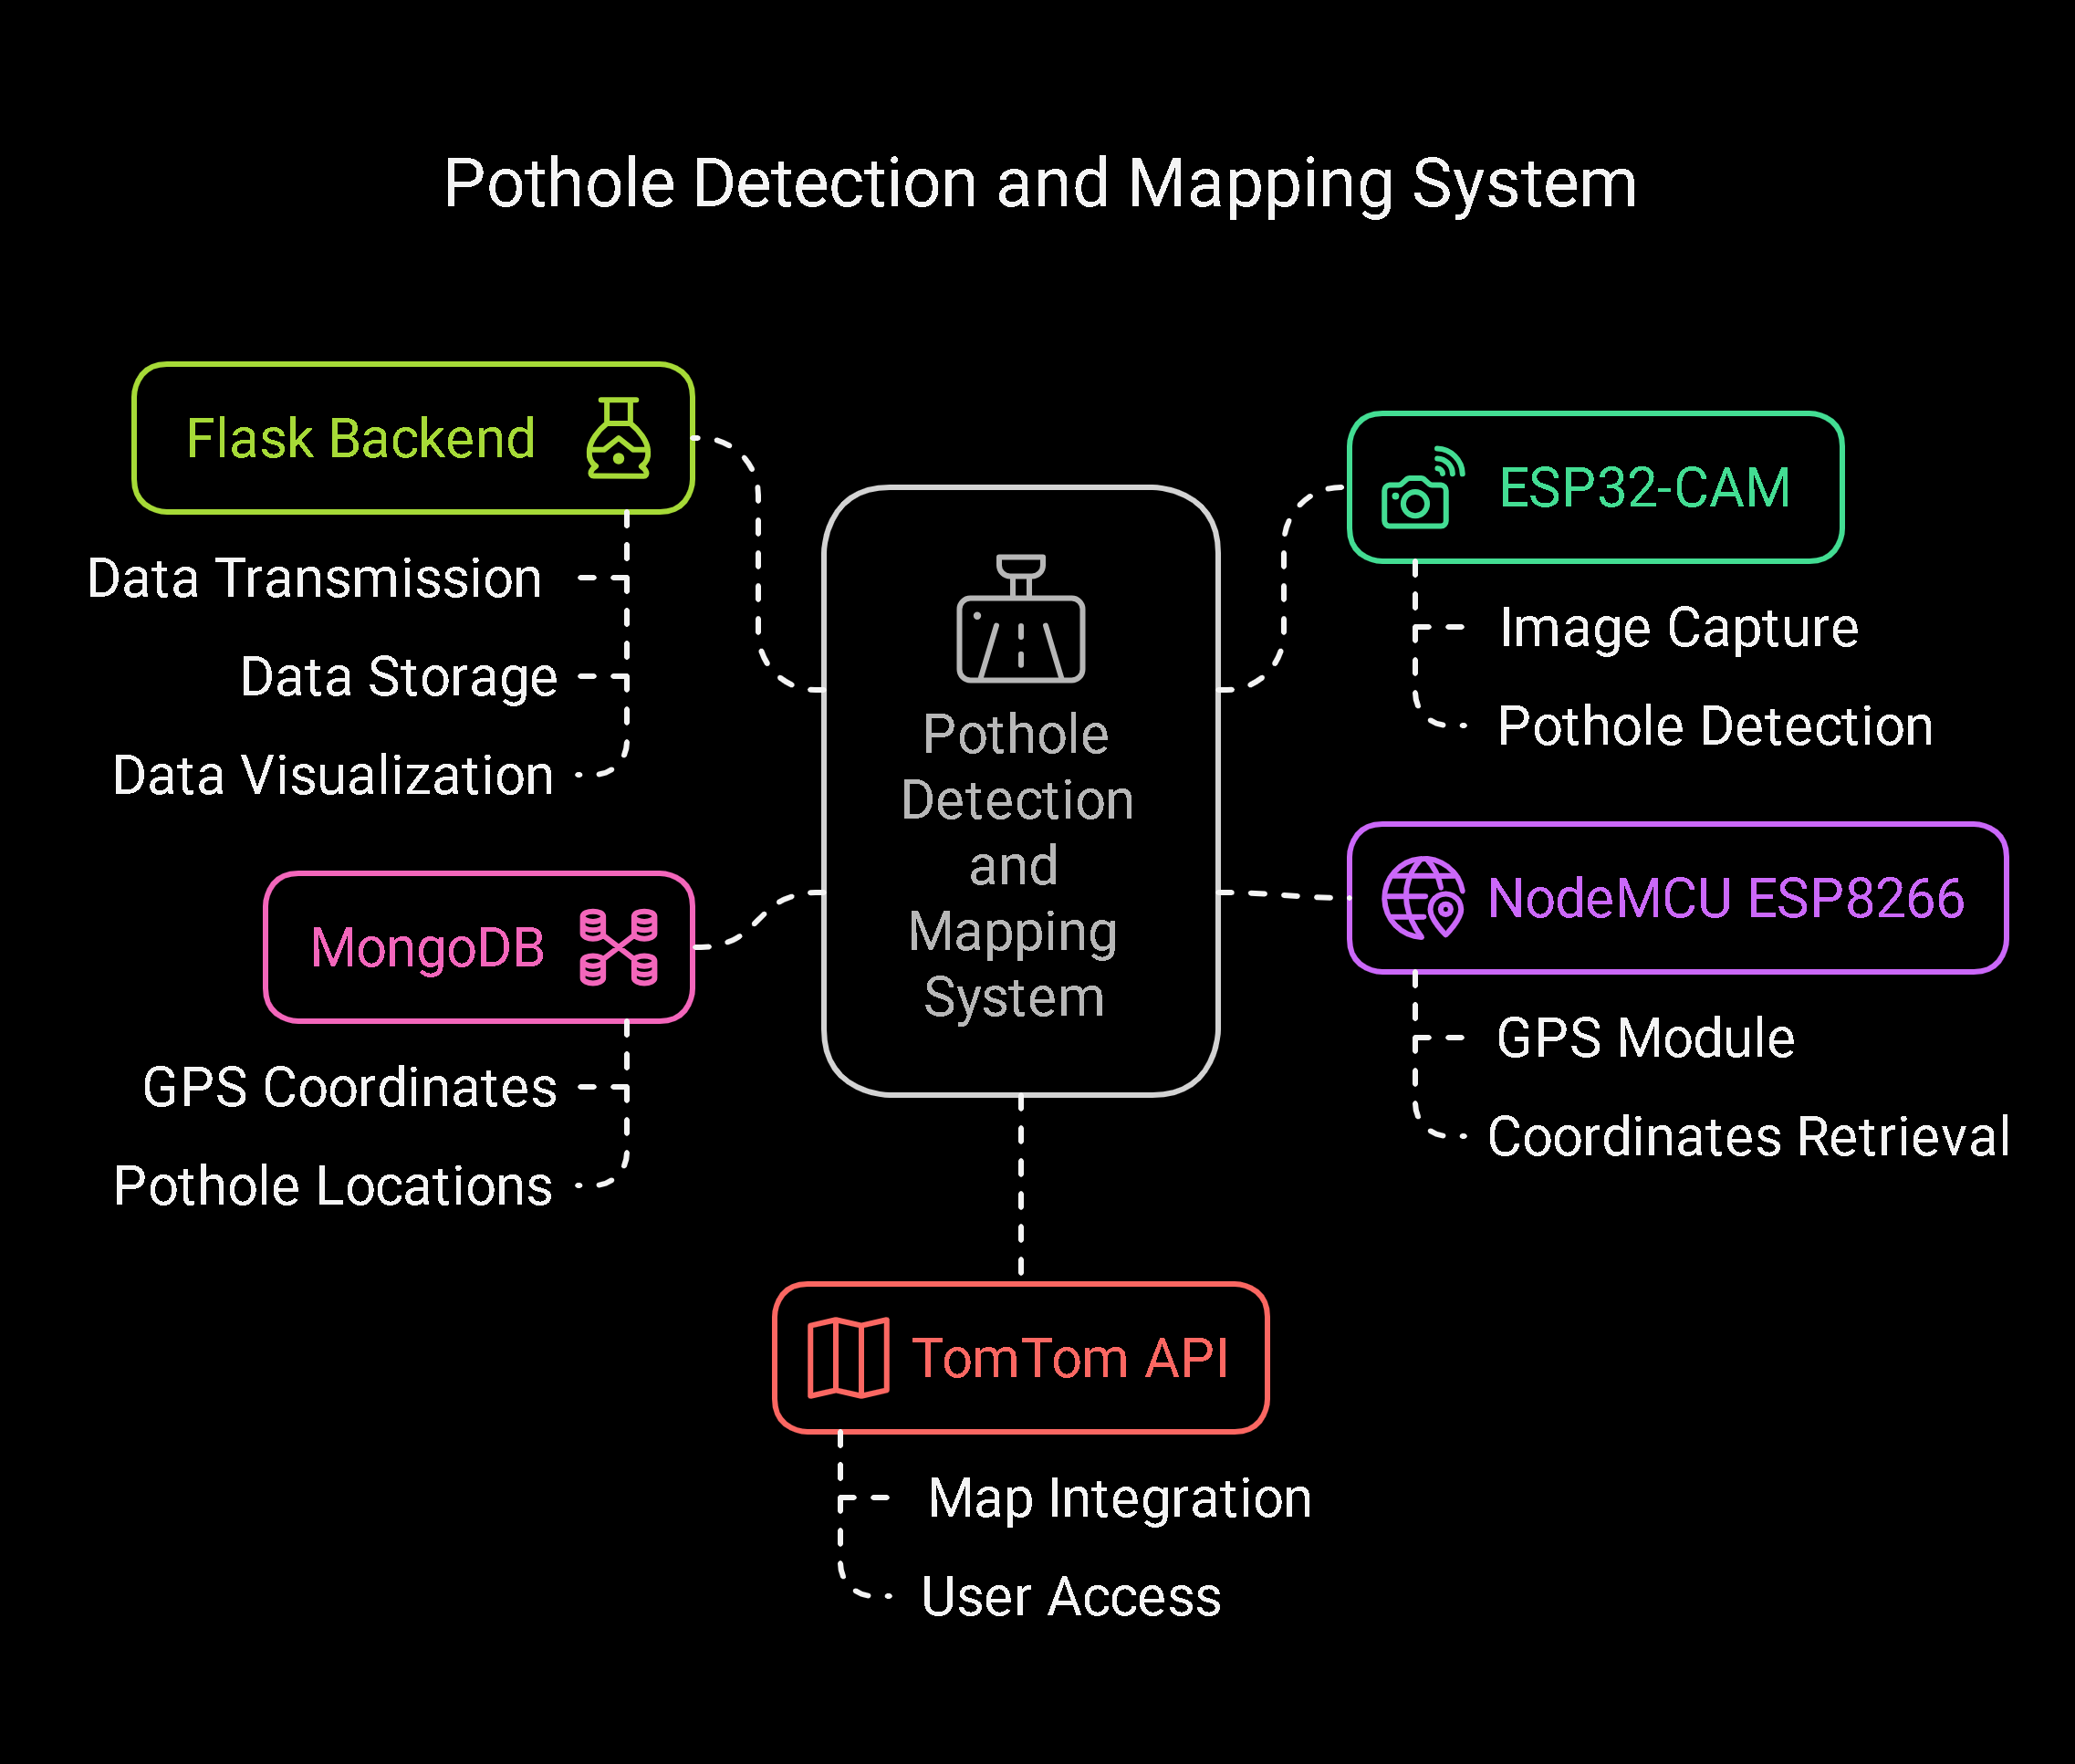 Pothole Detection and Mapping System
Flask Backend
Data Transmission
Data Storage
Data Visualization
MongoDB
GPS Coordinates
Pothole Locations
Pothole
Detection
and
Mapping
System
ESP32-CAM
Image Capture
Pothole Detection
NodeMCU ESP8266
GPS Module
Coordinates Retrieval
TomTom API
Map Integration
User Access